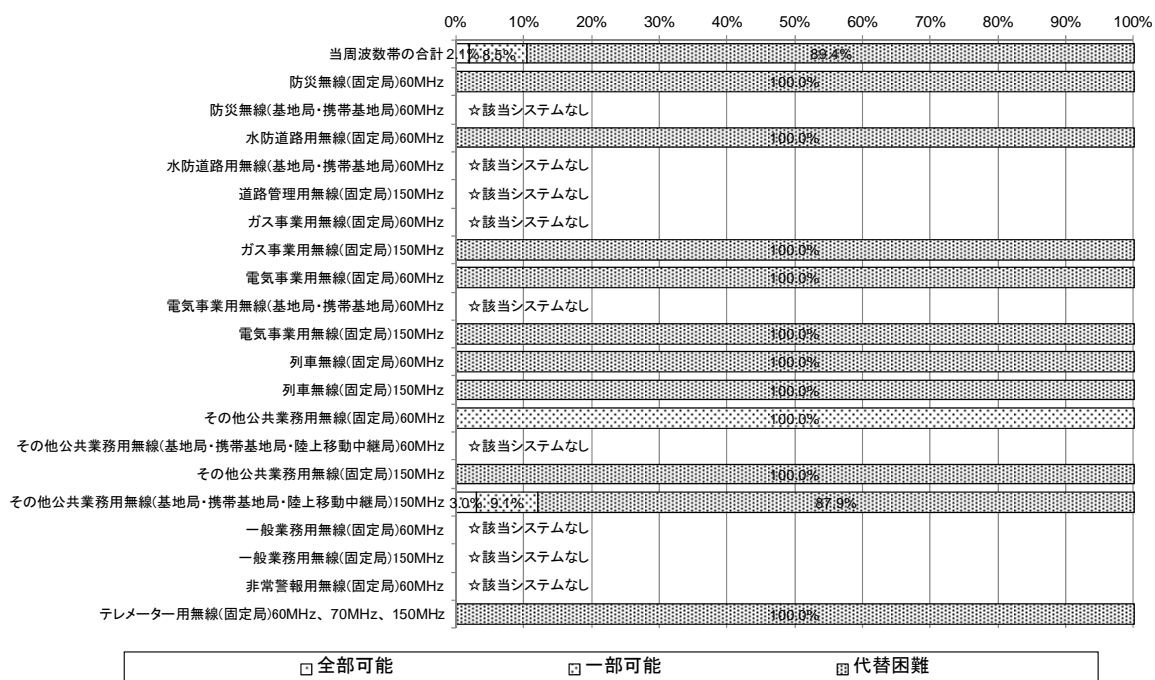 0% 10% 20% 30% 40% 50% 60% 70% 80% 90% 100%
当周波数帯の合計 2.1% 8.5% 89.4%
防災無線(固定局)60MHz 100.0%
防災無線(基地局・携帯基地局)60MHz ☆該当システムなし
水防道路用無線(固定局)60MHz 100.0%
水防道路用無線(基地局・携帯基地局)60MHz ☆該当システムなし
道路管理用無線(固定局)150MHz ☆該当システムなし
ガス事業用無線(固定局)60MHz ☆該当システムなし
ガス事業用無線(固定局)150MHz 100.0%
電気事業用無線(固定局)60MHz 100.0%
電気事業用無線(基地局・携帯基地局)60MHz ☆該当システムなし
電気事業用無線(固定局)150MHz 100.0%
列車無線(固定局)60MHz 100.0%
列車無線(固定局)150MHz 100.0%
その他公共業務用無線(固定局)60MHz 100.0%
その他公共業務用無線(基地局・携帯基地局・陸上移動中継局)60MHz ☆該当システムなし
その他公共業務用無線(固定局)150MHz 100.0%
その他公共業務用無線(基地局・携帯基地局・陸上移動中継局)150MHz 3.0% 9.1% 87.9%
一般業務用無線(固定局)60MHz ☆該当システムなし
一般業務用無線(固定局)150MHz ☆該当システムなし
非常警報用無線(固定局)60MHz ☆該当システムなし
テレメーター用無線(固定局)60MHz、70MHz、150MHz 100.0%
全部可能 一部可能 代替困難